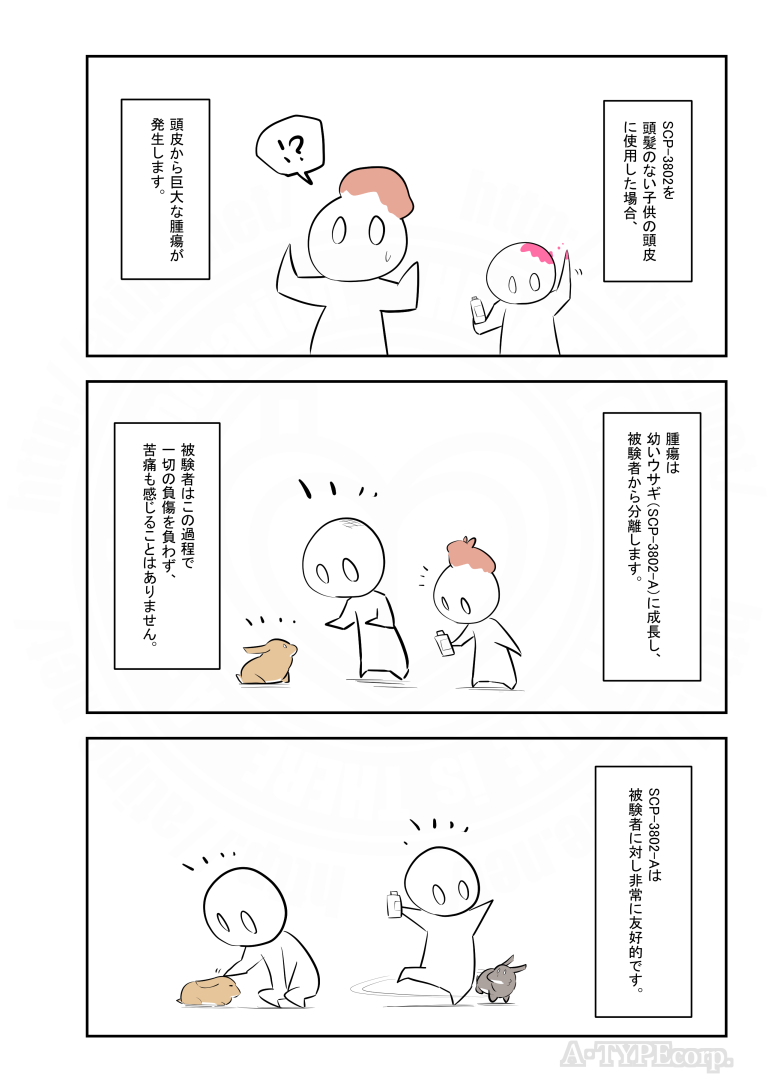 SCP-3802を
頭髪のない子供の頭皮
に使用した場合、
!?
頭皮から巨大な腫瘍が
発生します。
腫瘍は
幼いウサギ（SCP-3802-A）に成長し、
被験者から分離します。
被験者はこの過程で
一切の負傷を負わず、
苦痛も感じることはありません。
SCP-3802-Aは
被験者に対し非常に友好的です。
A・TYPEcorp.